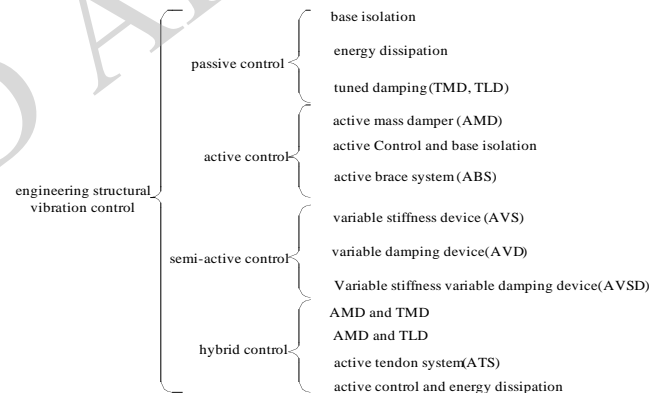 base isolation
energy dissipation
passive control
tuned damping(TMD, TLD)
active mass damper (AMD)
active control
active Control and base isolation
active brace system (ABS)
engineering structural
vibration control
variable stiffness device (AVS)
semi-active control
variable damping device(AVD)
Variable stiffness variable damping device(AVSD)
AMD and TMD
AMD and TLD
hybrid control
active tendon system(ATS)
active control and energy dissipation